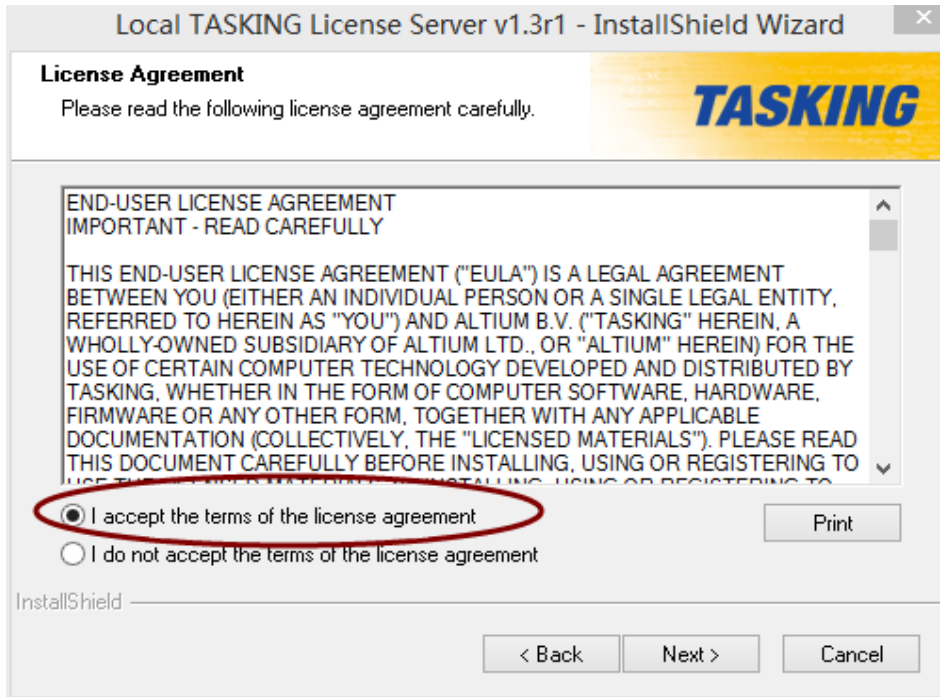 Local TASKING License Server v1.3r1 - InstallShield Wizard
License Agreement
Please read the following license agreement carefully.
TASKING
END-USER LICENSE AGREEMENT
IMPORTANT - READ CAREFULLY
THIS END-USER LICENSE AGREEMENT ("EULA") IS A LEGAL AGREEMENT
BETWEEN YOU (EITHER AN INDIVIDUAL PERSON OR A SINGLE LEGAL ENTITY,
REFERRED TO HEREIN AS "YOU") AND ALTIUM B.V. ("TASKING" HEREIN, A
WHOLLY-OWNED SUBSIDIARY OF ALTIUM LTD., OR "ALTIUM" HEREIN) FOR THE
USE OF CERTAIN COMPUTER TECHNOLOGY DEVELOPED AND DISTRIBUTED BY
TASKING, WHETHER IN THE FORM OF COMPUTER SOFTWARE, HARDWARE,
FIRMWARE OR ANY OTHER FORM, TOGETHER WITH ANY APPLICABLE
DOCUMENTATION (COLLECTIVELY, THE "LICENSED MATERIALS"). PLEASE READ
THIS DOCUMENT CAREFULLY BEFORE INSTALLING, USING OR REGISTERING TO
I accept the terms of the license agreement
Print
I do not accept the terms of the license agreement
InstallShield
< Back
Next >
Cancel